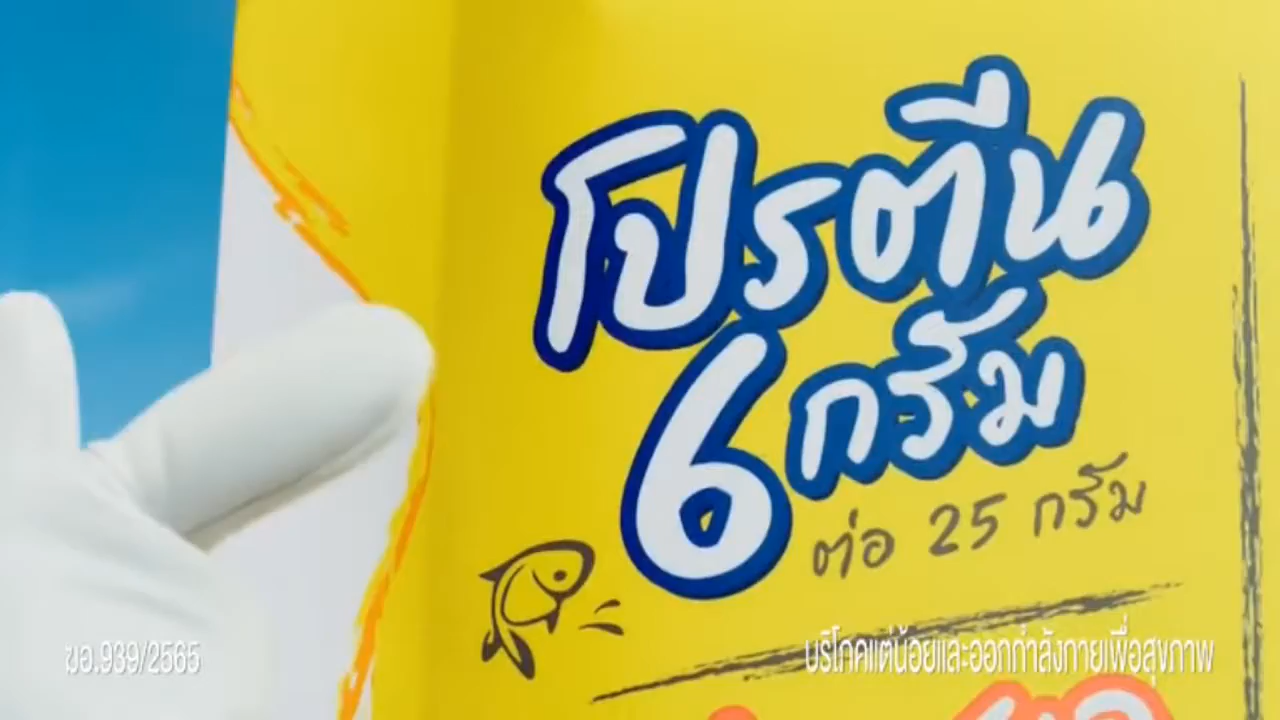 โปรตีน
6 กรัม
ต่อ 25 กรัม
ฆอ.939/2565
บริโภคแต่น้อยและออกกำลังกายเพื่อสุขภาพ